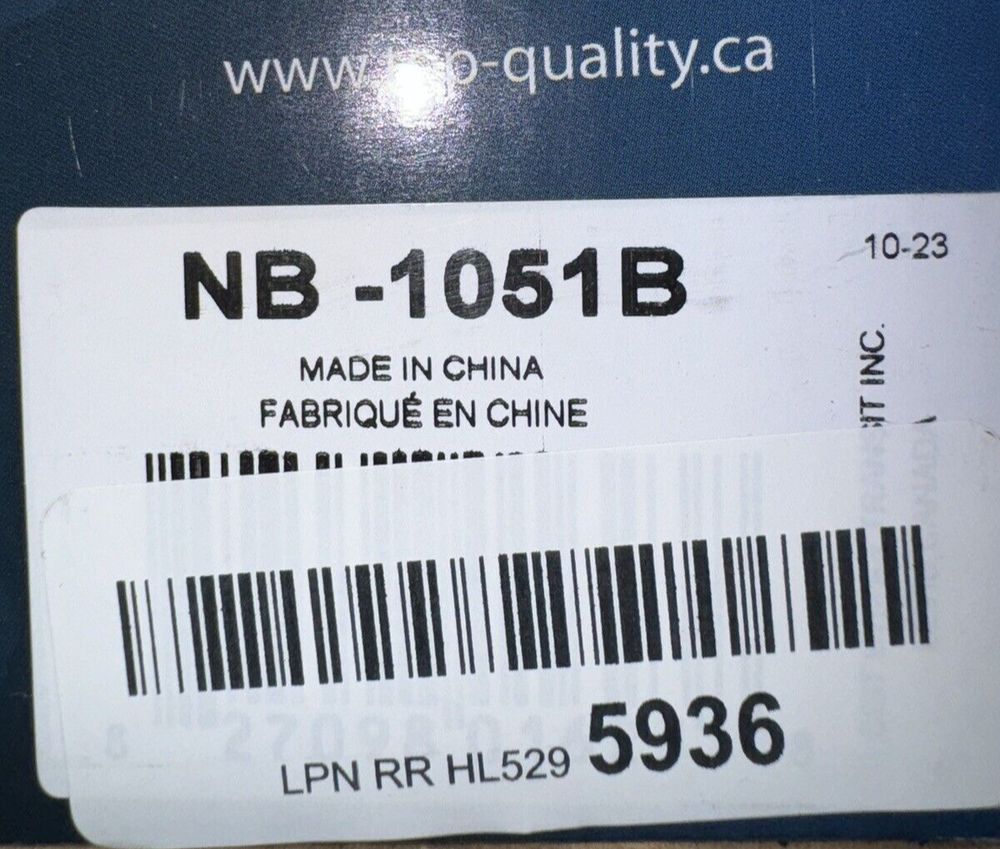 www. -quality.ca
10-23
NB -1051B
MADE IN CHINA
FABRIQUÉ EN CHINE
INC.
LPN RR HL529 5936